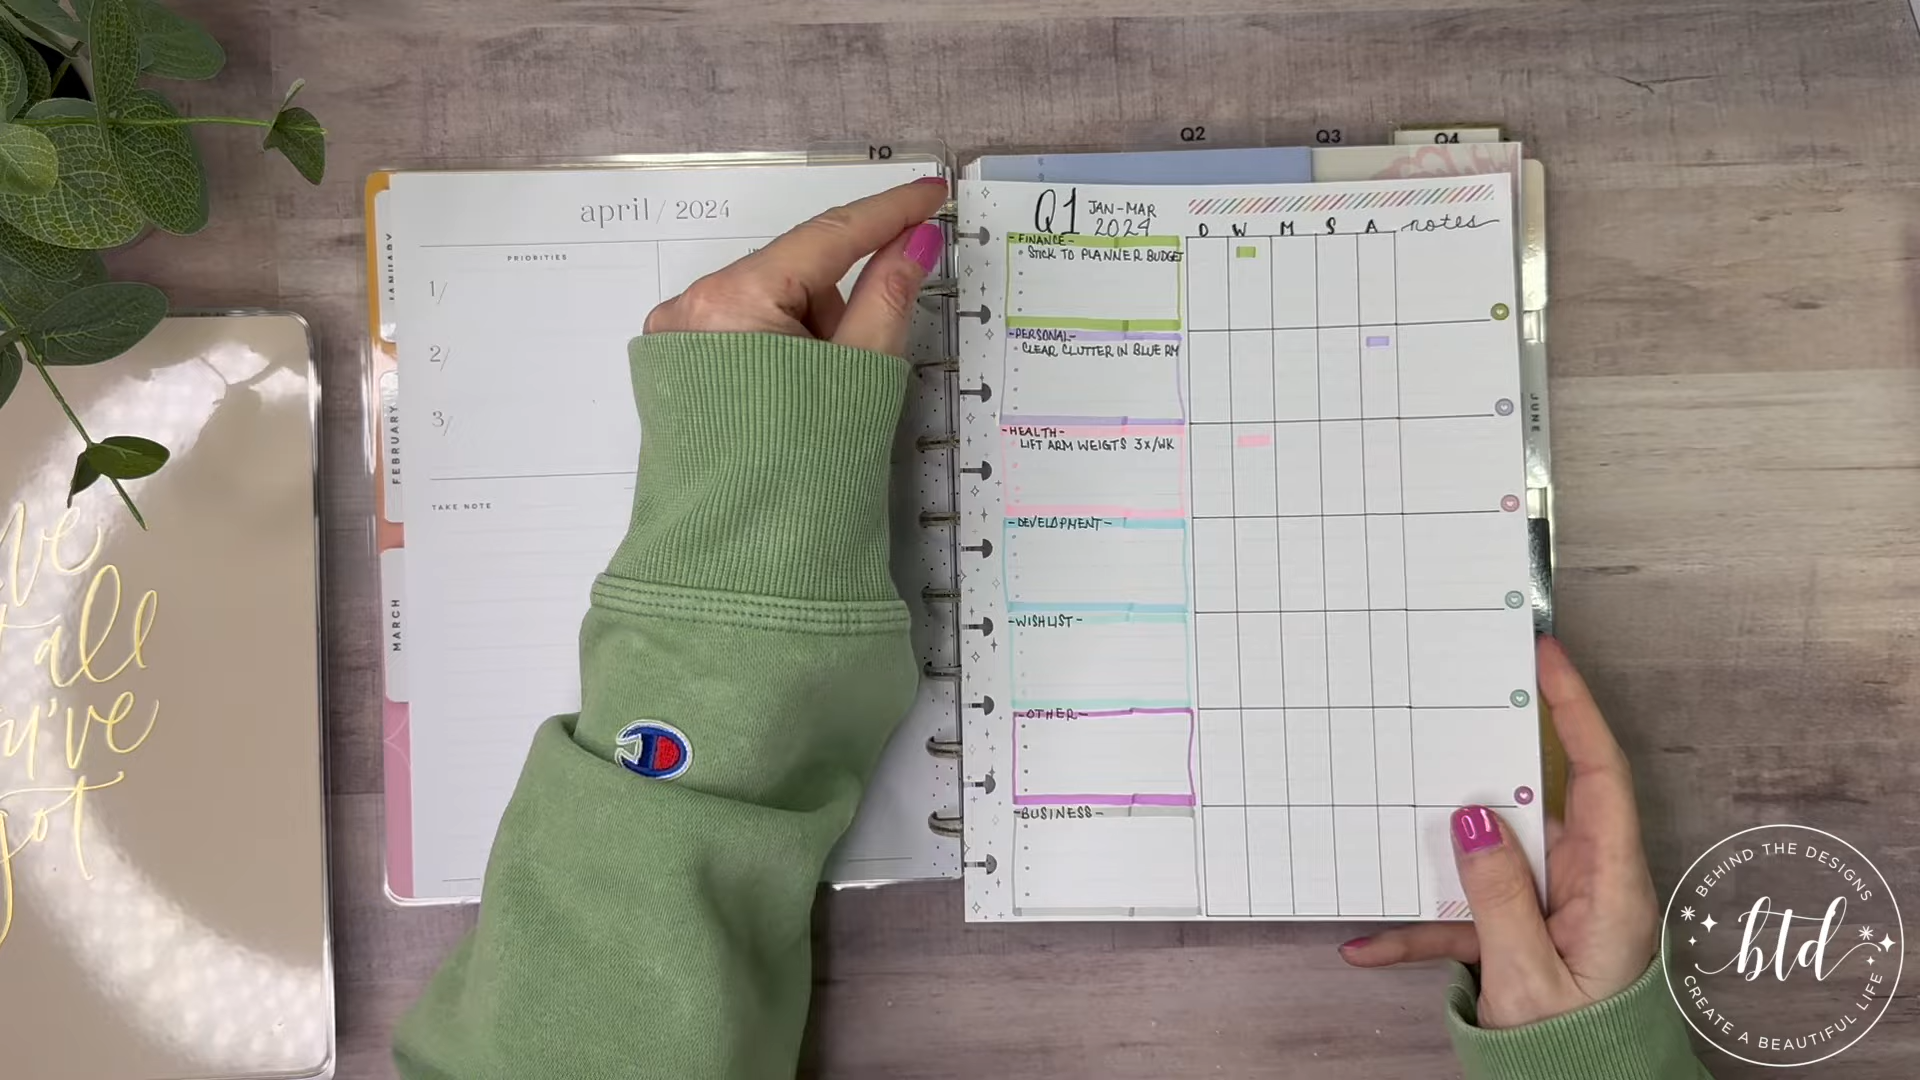 Q2
Q3
Q4
Q1
april / 2024
PRIORITIES
1/
2/
3/
TAKE NOTE
JANUARY
FEBRUARY
MARCH
Q1 JAN-MAR
2024
D W M S A notes
-FINANCE-
STICK TO PLANNER BUDGET
-PERSONAL-
CLEAR CLUTTER IN BLUE RM
-HEALTH-
LIFT ARM WEIGTS 3X/WK
-DEVELOPMENT-
-WISHLIST-
-OTHER-
-BUSINESS-
JUNE
all
got
BEHIND THE DESIGNS
btd
CREATE A BEAUTIFUL LIFE